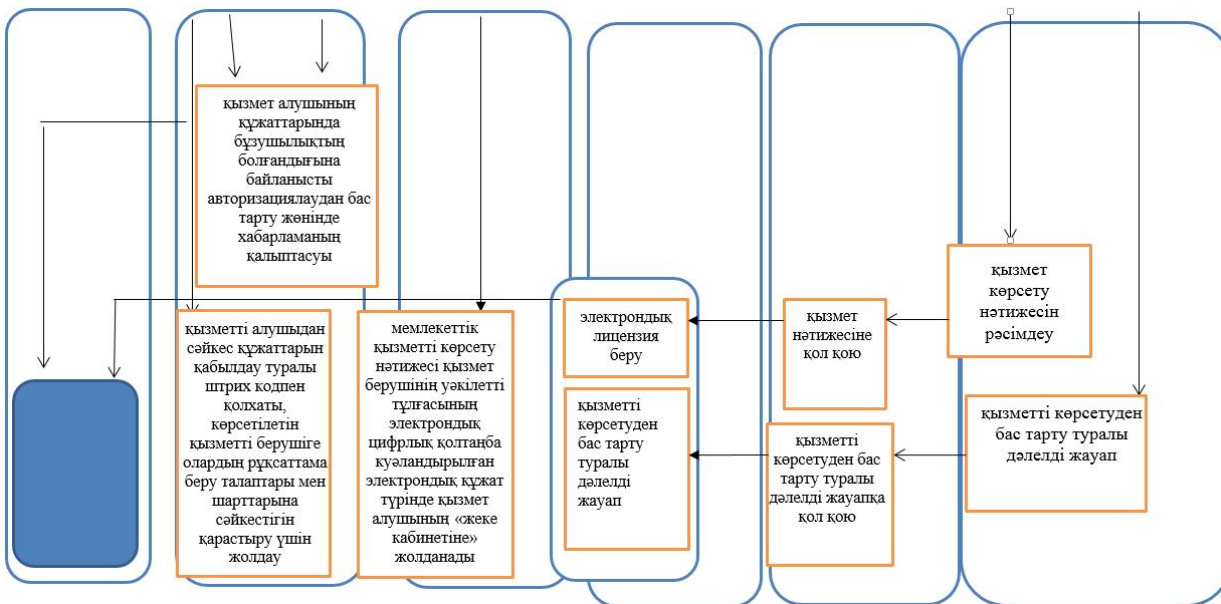 қызмет алушының
құжаттарында
бұзушылықтың
болғандығына
байланысты
авторизациялаудан бас
тарту жөнінде
хабарламаның
қалыптасуы
қызметті алушыдан
сәйкес құжаттарын
қабылдау туралы
штрих кодпен
қолхаты,
көрсетілетін
қызметті берушіге
олардың рұқсаттама
беру талаптары мен
шарттарына
сәйкестігін
қарастыру үшін
жолдау
мемлекеттік
қызметті көрсету
нәтижесі қызмет
берушінің уәкілетті
тұлғасының
электрондық
цифрлық қолтаңба
куәландырылған
электрондық құжат
түрінде қызмет
алушының «жеке
кабинетіне»
жолданады
электрондық
лицензия
беру
қызметті
көрсетуден
бас тарту
туралы
дәлелді
жауап
қызмет
нәтижесіне
қол қою
қызметті
көрсетуден бас
тарту туралы
дәлелді жауапқа
қол қою
қызмет
көрсету
нәтижесін
рәсімдеу
қызметті көрсетуден
бас тарту туралы
дәлелді жауап